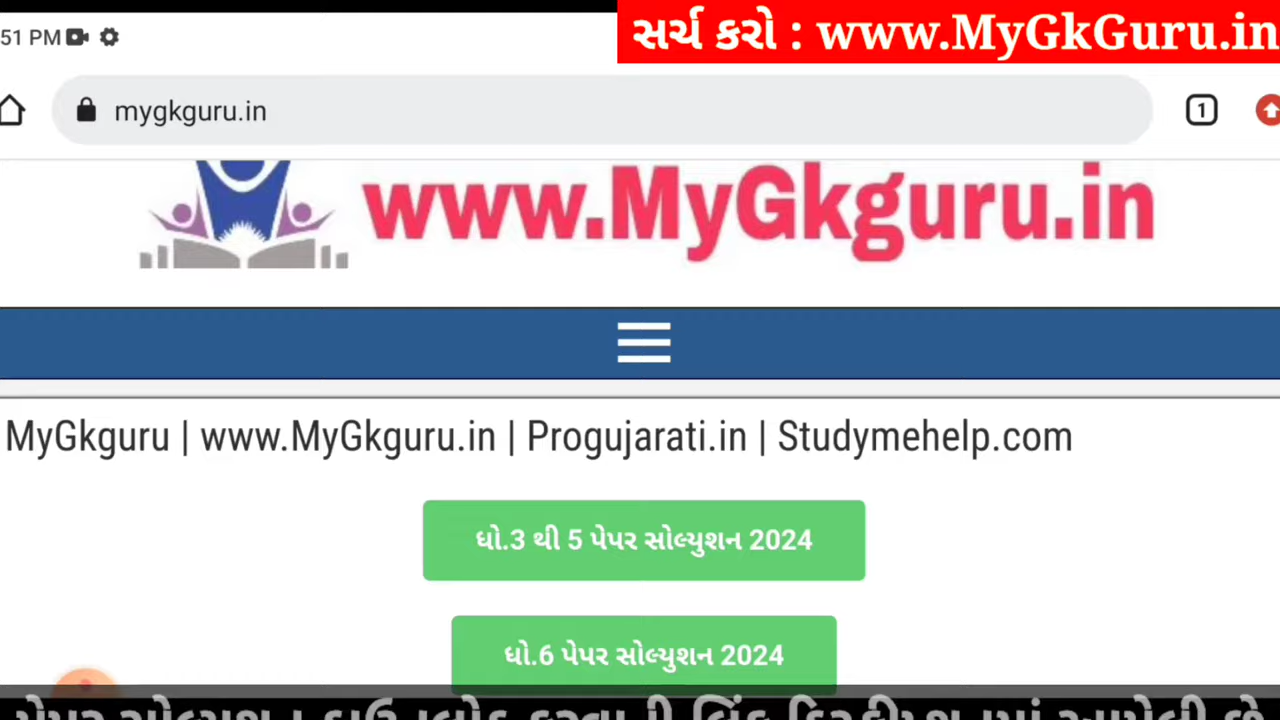 51 PM
સર્ચ કરો : www.MyGkGuru.in
mygkguru.in
1
www.MyGkguru.in
MyGkguru | www.MyGkguru.in | Progujarati.in | Studymehelp.com
ધો.3 થી 5 પેપર સોલ્યુશન 2024
ધો.6 પેપર સોલ્યુશન 2024